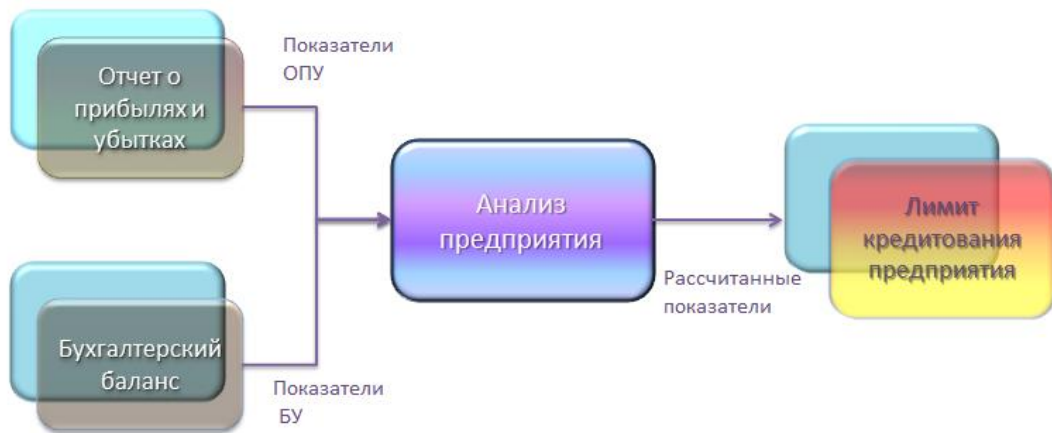 Отчет о
прибылях и
убытках
Показатели
ОПУ
Бухгалтерский
баланс
Показатели
БУ
Анализ
предприятия
Рассчитанные
показатели
Лимит
кредитования
предприятия